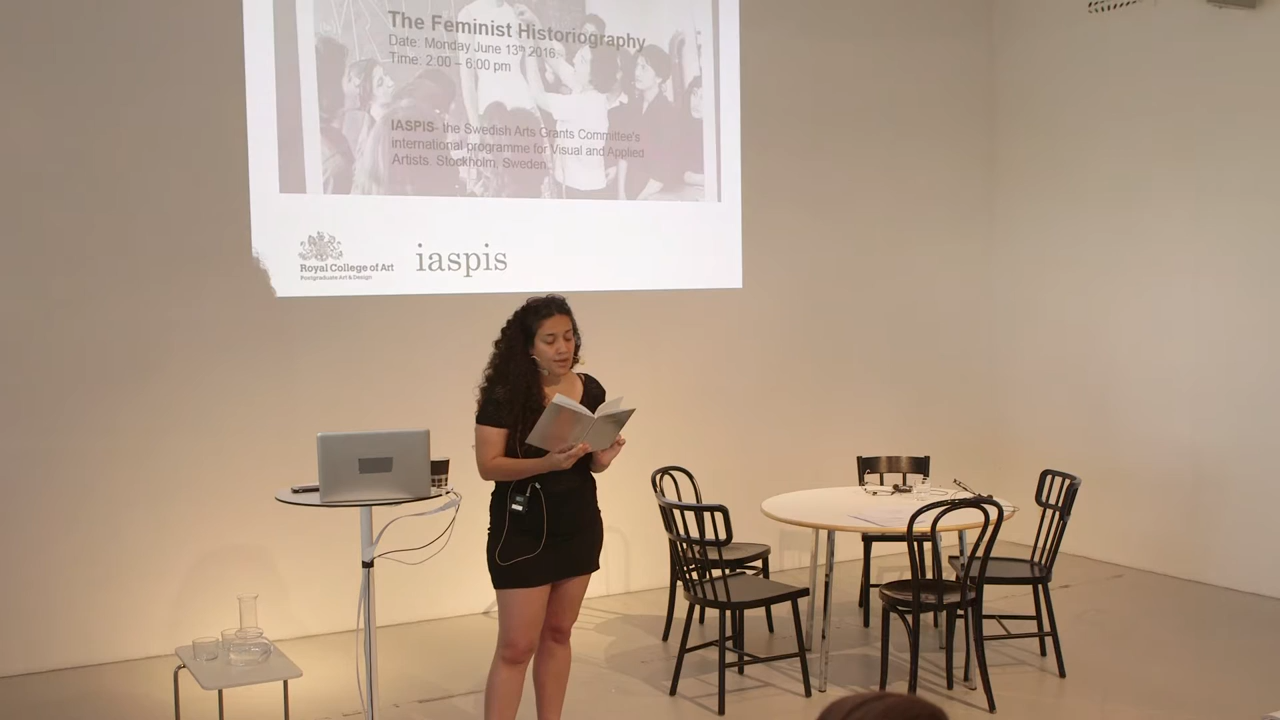 The Feminist Historiography
Date: Monday June 13th 2016.
Time: 2:00 – 6:00 pm
IASPIS- the Swedish Arts Grants Committee's
international programme for Visual and Applied
Artists. Stockholm, Sweden.
Royal College of Art
Postgraduate Art & Design
iaspis